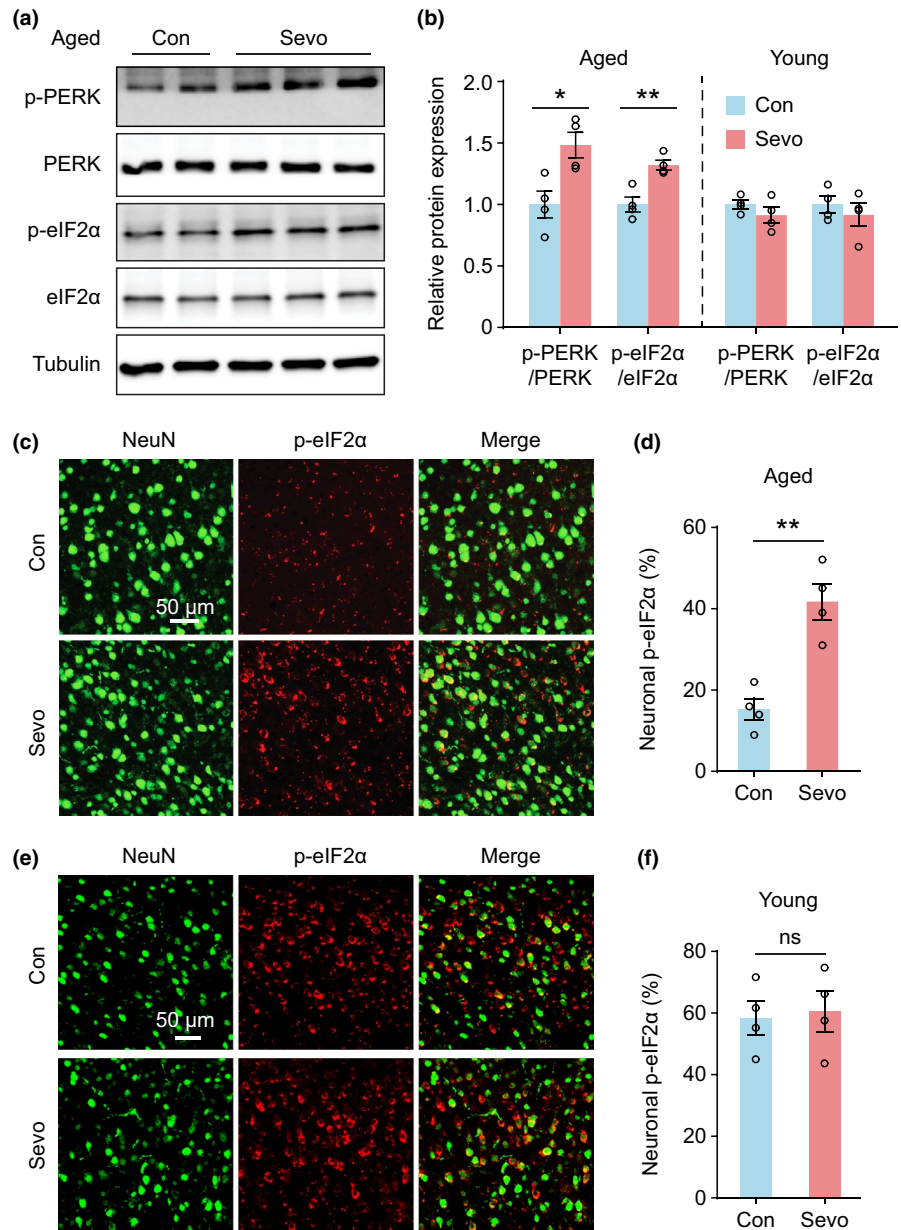 (a)
Aged Con Sevo
p-PERK
PERK
p-eIF2α
eIF2α
Tubulin
(b)
Aged Young
Relative protein expression
2.0
1.5
1.0
0.5
0
* **
Con
Sevo
p-PERK p-eIF2α p-PERK p-eIF2α
/PERK /eIF2α /PERK /eIF2α
(c)
NeuN p-eIF2α Merge
Con
50 μm
Sevo
(d)
Aged
Neuronal p-eIF2α (%)
60
40
20
0
**
Con Sevo
(e)
NeuN p-eIF2α Merge
Con
50 μm
Sevo
(f)
Young
Neuronal p-eIF2α (%)
80
60
40
20
0
ns
Con Sevo